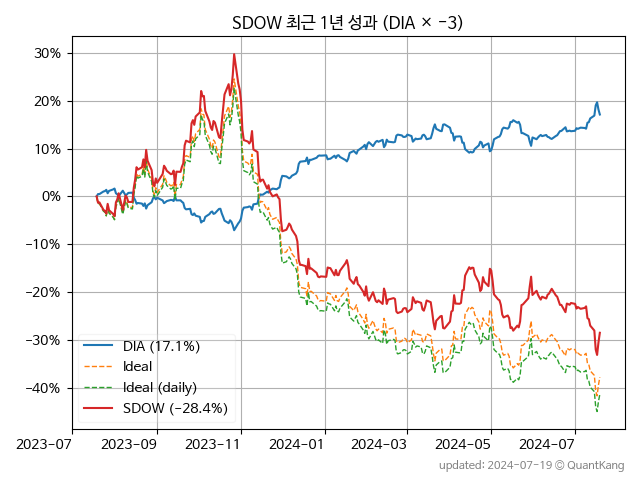 SDOW 최근 1년 성과 (DIA × −3)
30%
20%
10%
0%
−10%
−20%
−30%
−40%
DIA (17.1%)
Ideal
Ideal (daily)
SDOW (−28.4%)
2023-07 2023-09 2023-11 2024-01 2024-03 2024-05 2024-07
updated: 2024-07-19 © QuantKang